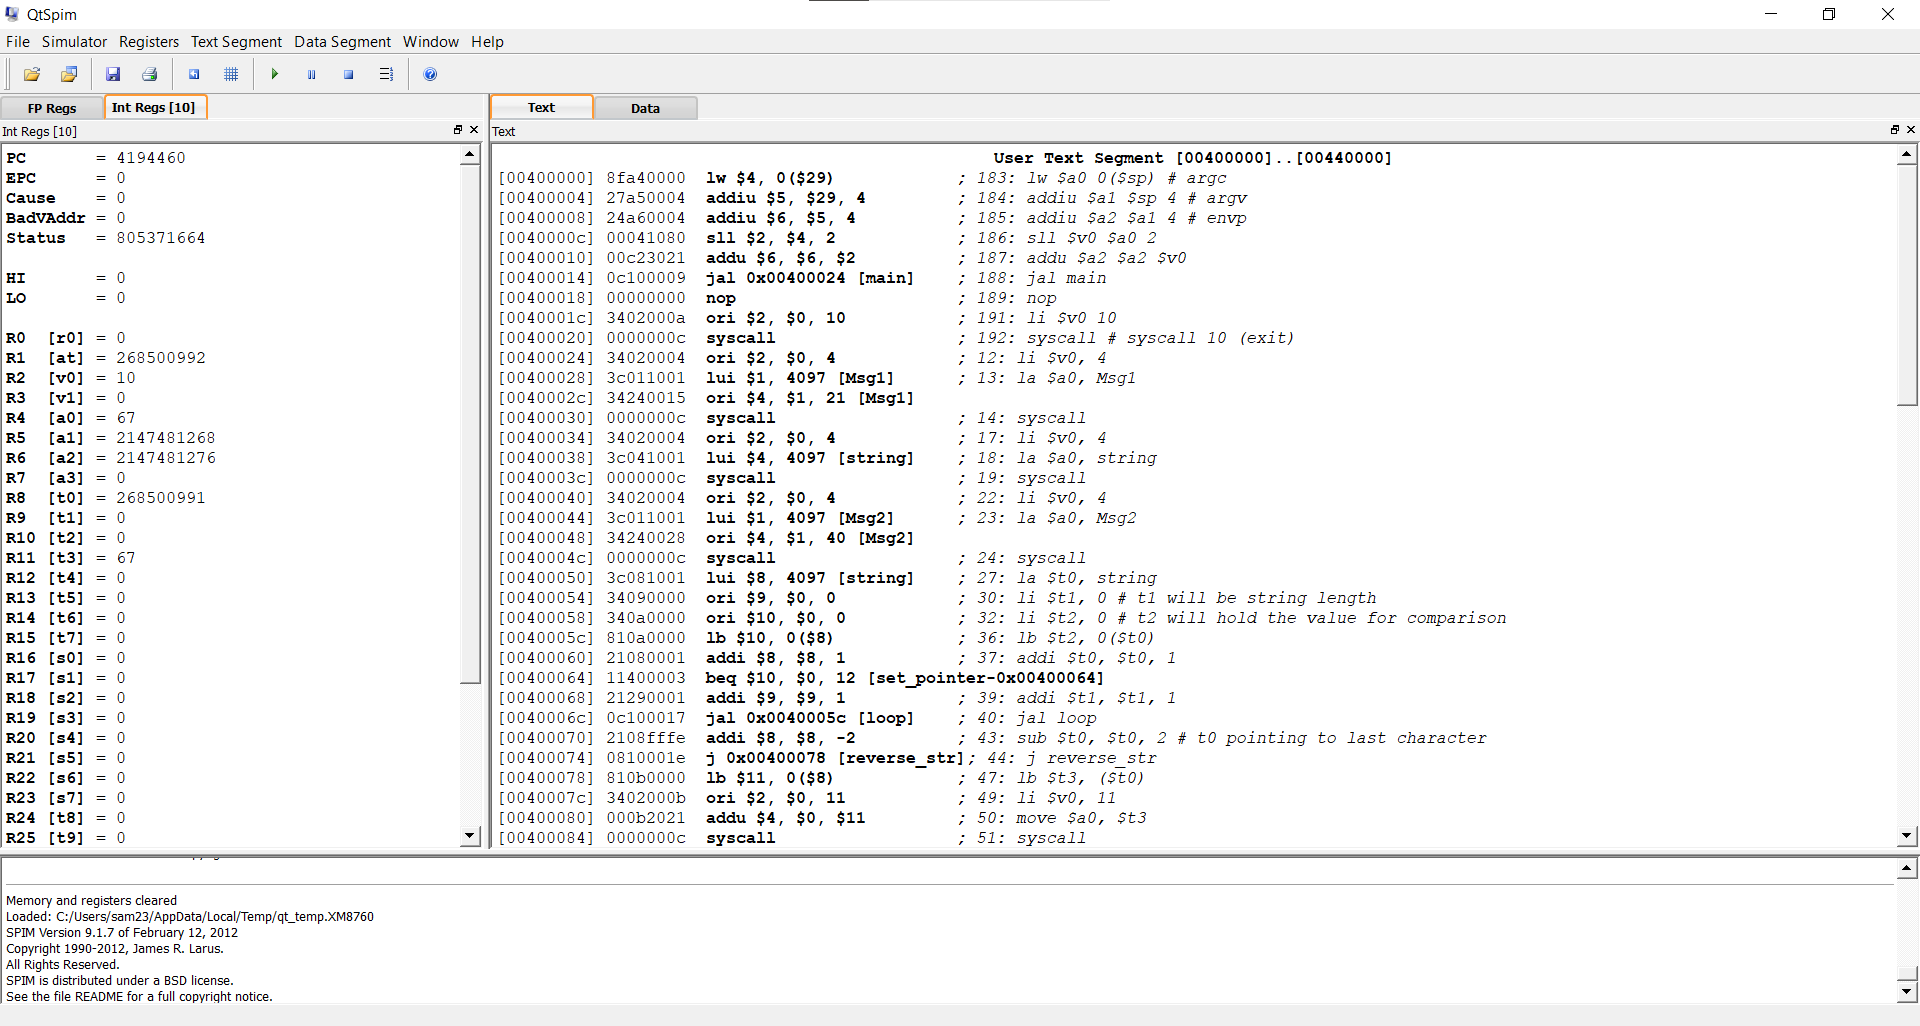 QtSpim
File Simulator Registers Text Segment Data Segment Window Help
FP Regs Int Regs [10]
Int Regs [10]
PC = 4194460
EPC = 0
Cause = 0
BadVAddr = 0
Status = 805371664
HI = 0
LO = 0
R0 [r0] = 0
R1 [at] = 268500992
R2 [v0] = 10
R3 [v1] = 0
R4 [a0] = 67
R5 [a1] = 2147481268
R6 [a2] = 2147481276
R7 [a3] = 0
R8 [t0] = 268500991
R9 [t1] = 0
R10 [t2] = 0
R11 [t3] = 67
R12 [t4] = 0
R13 [t5] = 0
R14 [t6] = 0
R15 [t7] = 0
R16 [s0] = 0
R17 [s1] = 0
R18 [s2] = 0
R19 [s3] = 0
R20 [s4] = 0
R21 [s5] = 0
R22 [s6] = 0
R23 [s7] = 0
R24 [t8] = 0
R25 [t9] = 0
Text Data
Text
User Text Segment [00400000]..[00440000]
[00400000] 8fa40000 lw $4, 0($29) ; 183: lw $a0 0($sp) # argc
[00400004] 27a50004 addiu $5, $29, 4 ; 184: addiu $a1 $sp 4 # argv
[00400008] 24a60004 addiu $6, $5, 4 ; 185: addiu $a2 $a1 4 # envp
[0040000c] 00041080 sll $2, $4, 2 ; 186: sll $v0 $a0 2
[00400010] 00c23021 addu $6, $6, $2 ; 187: addu $a2 $a2 $v0
[00400014] 0c100009 jal 0x00400024 [main] ; 188: jal main
[00400018] 00000000 nop ; 189: nop
[0040001c] 3402000a ori $2, $0, 10 ; 191: li $v0 10
[00400020] 0000000c syscall ; 192: syscall # syscall 10 (exit)
[00400024] 34020004 ori $2, $0, 4 ; 12: li $v0, 4
[00400028] 3c011001 lui $1, 4097 [Msg1] ; 13: la $a0, Msg1
[0040002c] 34240015 ori $4, $1, 21 [Msg1]
[00400030] 0000000c syscall ; 14: syscall
[00400034] 34020004 ori $2, $0, 4 ; 17: li $v0, 4
[00400038] 3c041001 lui $4, 4097 [string] ; 18: la $a0, string
[0040003c] 0000000c syscall ; 19: syscall
[00400040] 34020004 ori $2, $0, 4 ; 22: li $v0, 4
[00400044] 3c011001 lui $1, 4097 [Msg2] ; 23: la $a0, Msg2
[00400048] 34240028 ori $4, $1, 40 [Msg2]
[0040004c] 0000000c syscall ; 24: syscall
[00400050] 3c081001 lui $8, 4097 [string] ; 27: la $t0, string
[00400054] 34090000 ori $9, $0, 0 ; 30: li $t1, 0 # t1 will be string length
[00400058] 340a0000 ori $10, $0, 0 ; 32: li $t2, 0 # t2 will hold the value for comparison
[0040005c] 810a0000 lb $10, 0($8) ; 36: lb $t2, 0($t0)
[00400060] 21080001 addi $8, $8, 1 ; 37: addi $t0, $t0, 1
[00400064] 11400003 beq $10, $0, 12 [set_pointer-0x00400064]
[00400068] 21290001 addi $9, $9, 1 ; 39: addi $t1, $t1, 1
[0040006c] 0c100017 jal 0x0040005c [loop] ; 40: jal loop
[00400070] 2108fffe addi $8, $8, -2 ; 43: sub $t0, $t0, 2 # t0 pointing to last character
[00400074] 0810001e j 0x00400078 [reverse_str]; 44: j reverse_str
[00400078] 810b0000 lb $11, 0($8) ; 47: lb $t3, ($t0)
[0040007c] 3402000b ori $2, $0, 11 ; 49: li $v0, 11
[00400080] 000b2021 addu $4, $0, $11 ; 50: move $a0, $t3
[00400084] 0000000c syscall ; 51: syscall
Memory and registers cleared
Loaded: C:/Users/sam23/AppData/Local/Temp/qt_temp.XM8760
SPIM Version 9.1.7 of February 12, 2012
Copyright 1990-2012, James R. Larus.
All Rights Reserved.
SPIM is distributed under a BSD license.
See the file README for a full copyright notice.